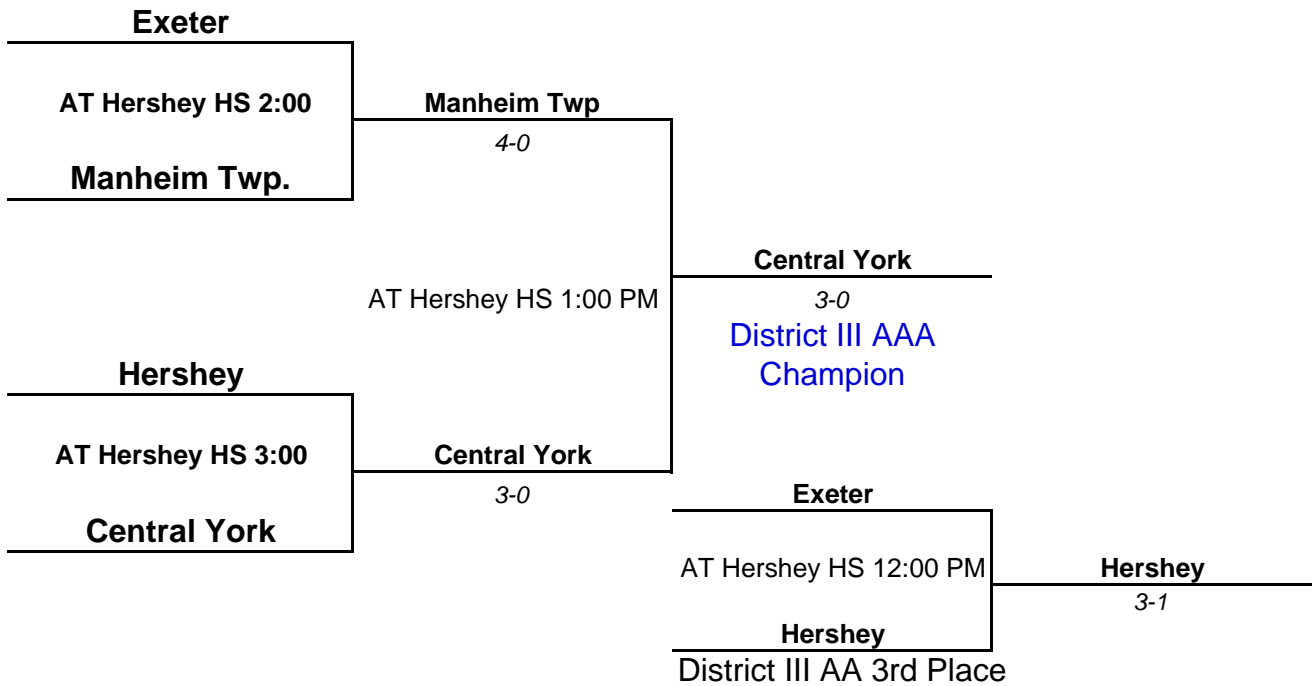 Exeter
AT Hershey HS 2:00
Manheim Twp
4-0
Manheim Twp.
Central York
AT Hershey HS 1:00 PM
3-0
District III AAA
Champion
Hershey
AT Hershey HS 3:00
Central York
3-0
Exeter
Central York
AT Hershey HS 12:00 PM
Hershey
3-1
Hershey
District III AA 3rd Place